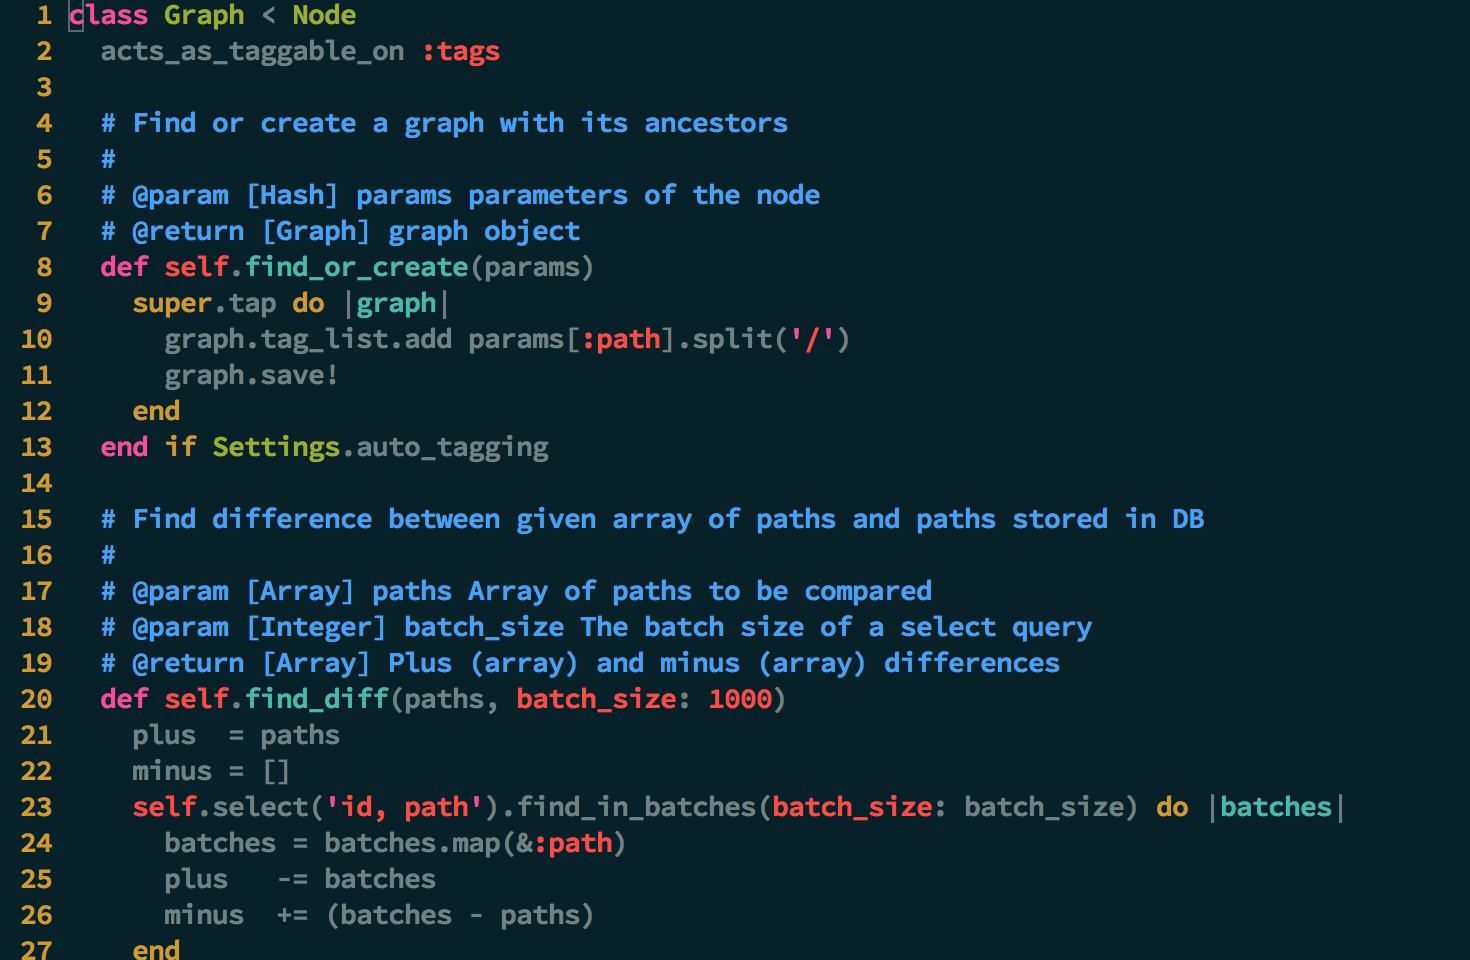 1 class Graph < Node
2   acts_as_taggable_on :tags
3
4   # Find or create a graph with its ancestors
5   #
6   # @param [Hash] params parameters of the node
7   # @return [Graph] graph object
8   def self.find_or_create(params)
9     super.tap do |graph|
10       graph.tag_list.add params[:path].split('/')
11       graph.save!
12     end
13   end if Settings.auto_tagging
14
15   # Find difference between given array of paths and paths stored in DB
16   #
17   # @param [Array] paths Array of paths to be compared
18   # @param [Integer] batch_size The batch size of a select query
19   # @return [Array] Plus (array) and minus (array) differences
20   def self.find_diff(paths, batch_size: 1000)
21     plus  = paths
22     minus = []
23     self.select('id, path').find_in_batches(batch_size: batch_size) do |batches|
24       batches = batches.map(&:path)
25       plus   -= batches
26       minus  += (batches - paths)
27     end